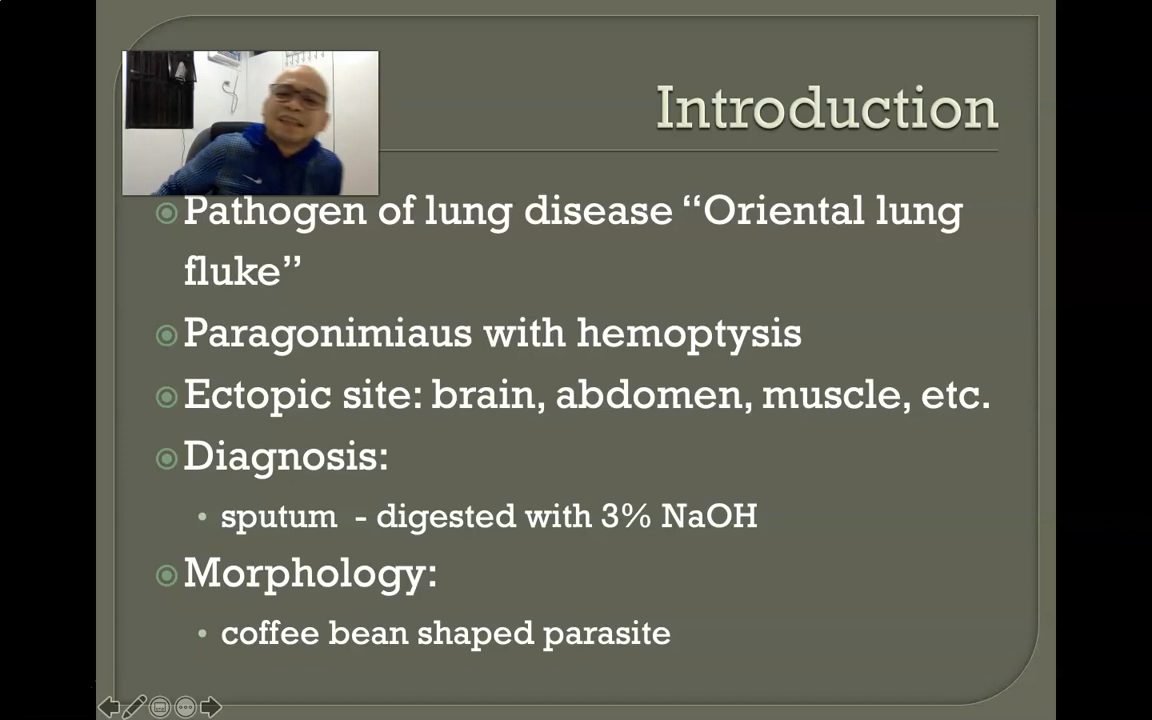 Introduction
Pathogen of lung disease “Oriental lung
fluke”
Paragonimiaus with hemoptysis
Ectopic site: brain, abdomen, muscle, etc.
Diagnosis:
sputum - digested with 3% NaOH
Morphology:
coffee bean shaped parasite